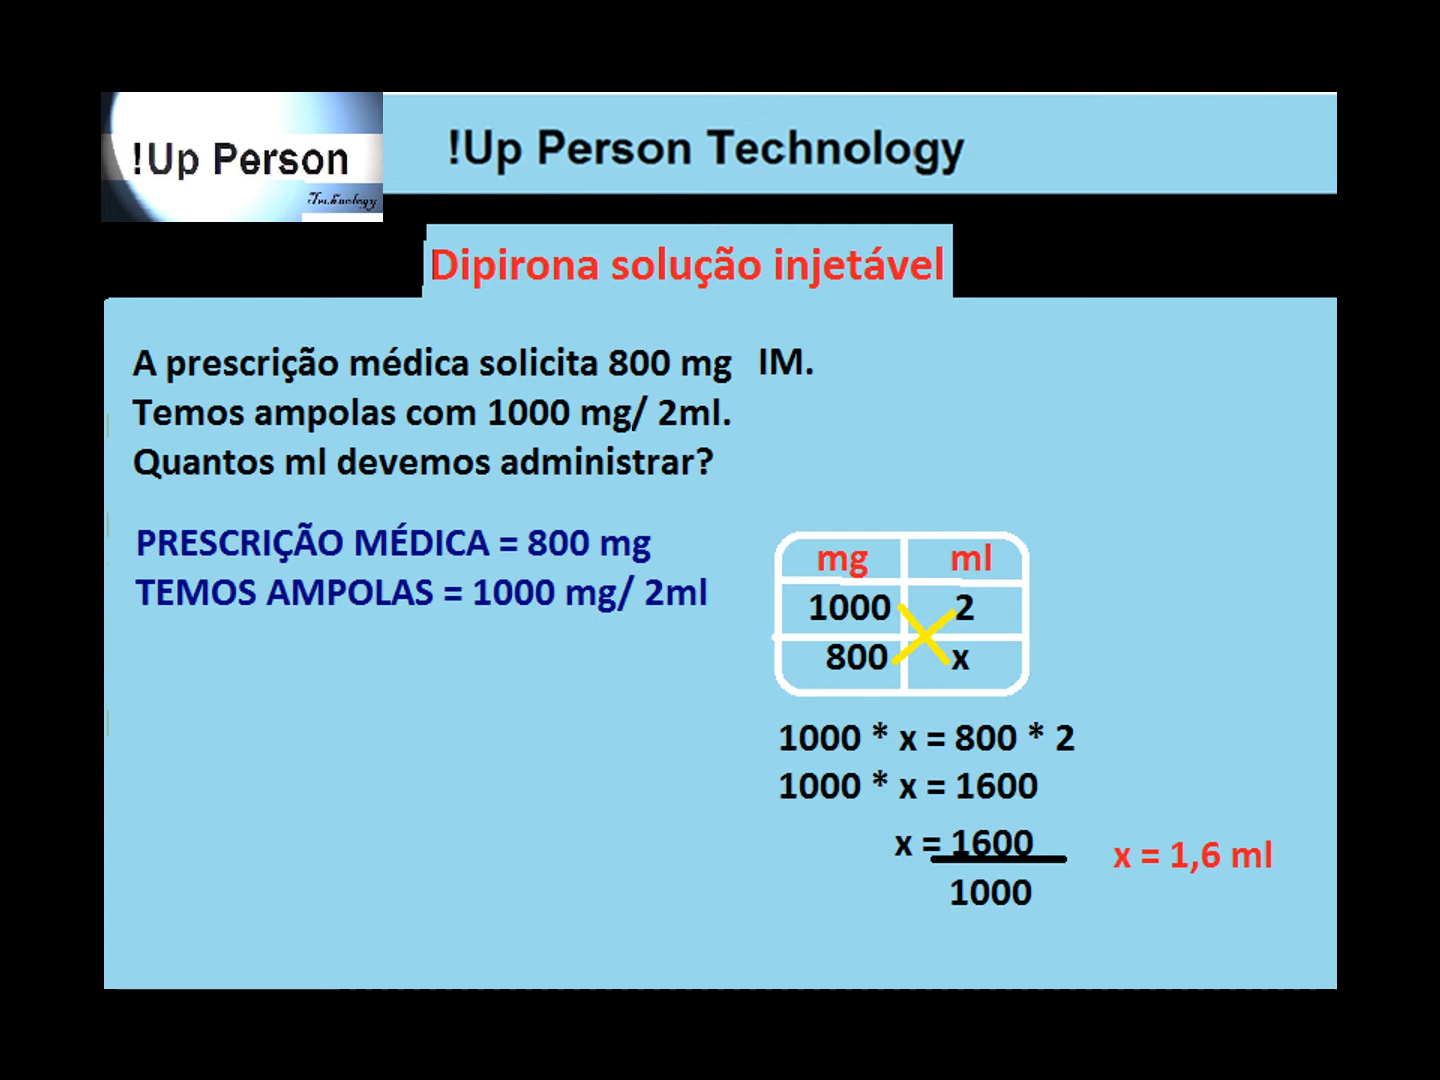 !Up Person
Technology
!Up Person Technology
Dipirona solução injetável
A prescrição médica solicita 800 mg IM.
Temos ampolas com 1000 mg/ 2ml.
Quantos ml devemos administrar?
PRESCRIÇÃO MÉDICA = 800 mg
TEMOS AMPOLAS = 1000 mg/ 2ml
mg ml
1000 2
800 x
1000 * x = 800 * 2
1000 * x = 1600
x = 1600
1000
x = 1,6 ml